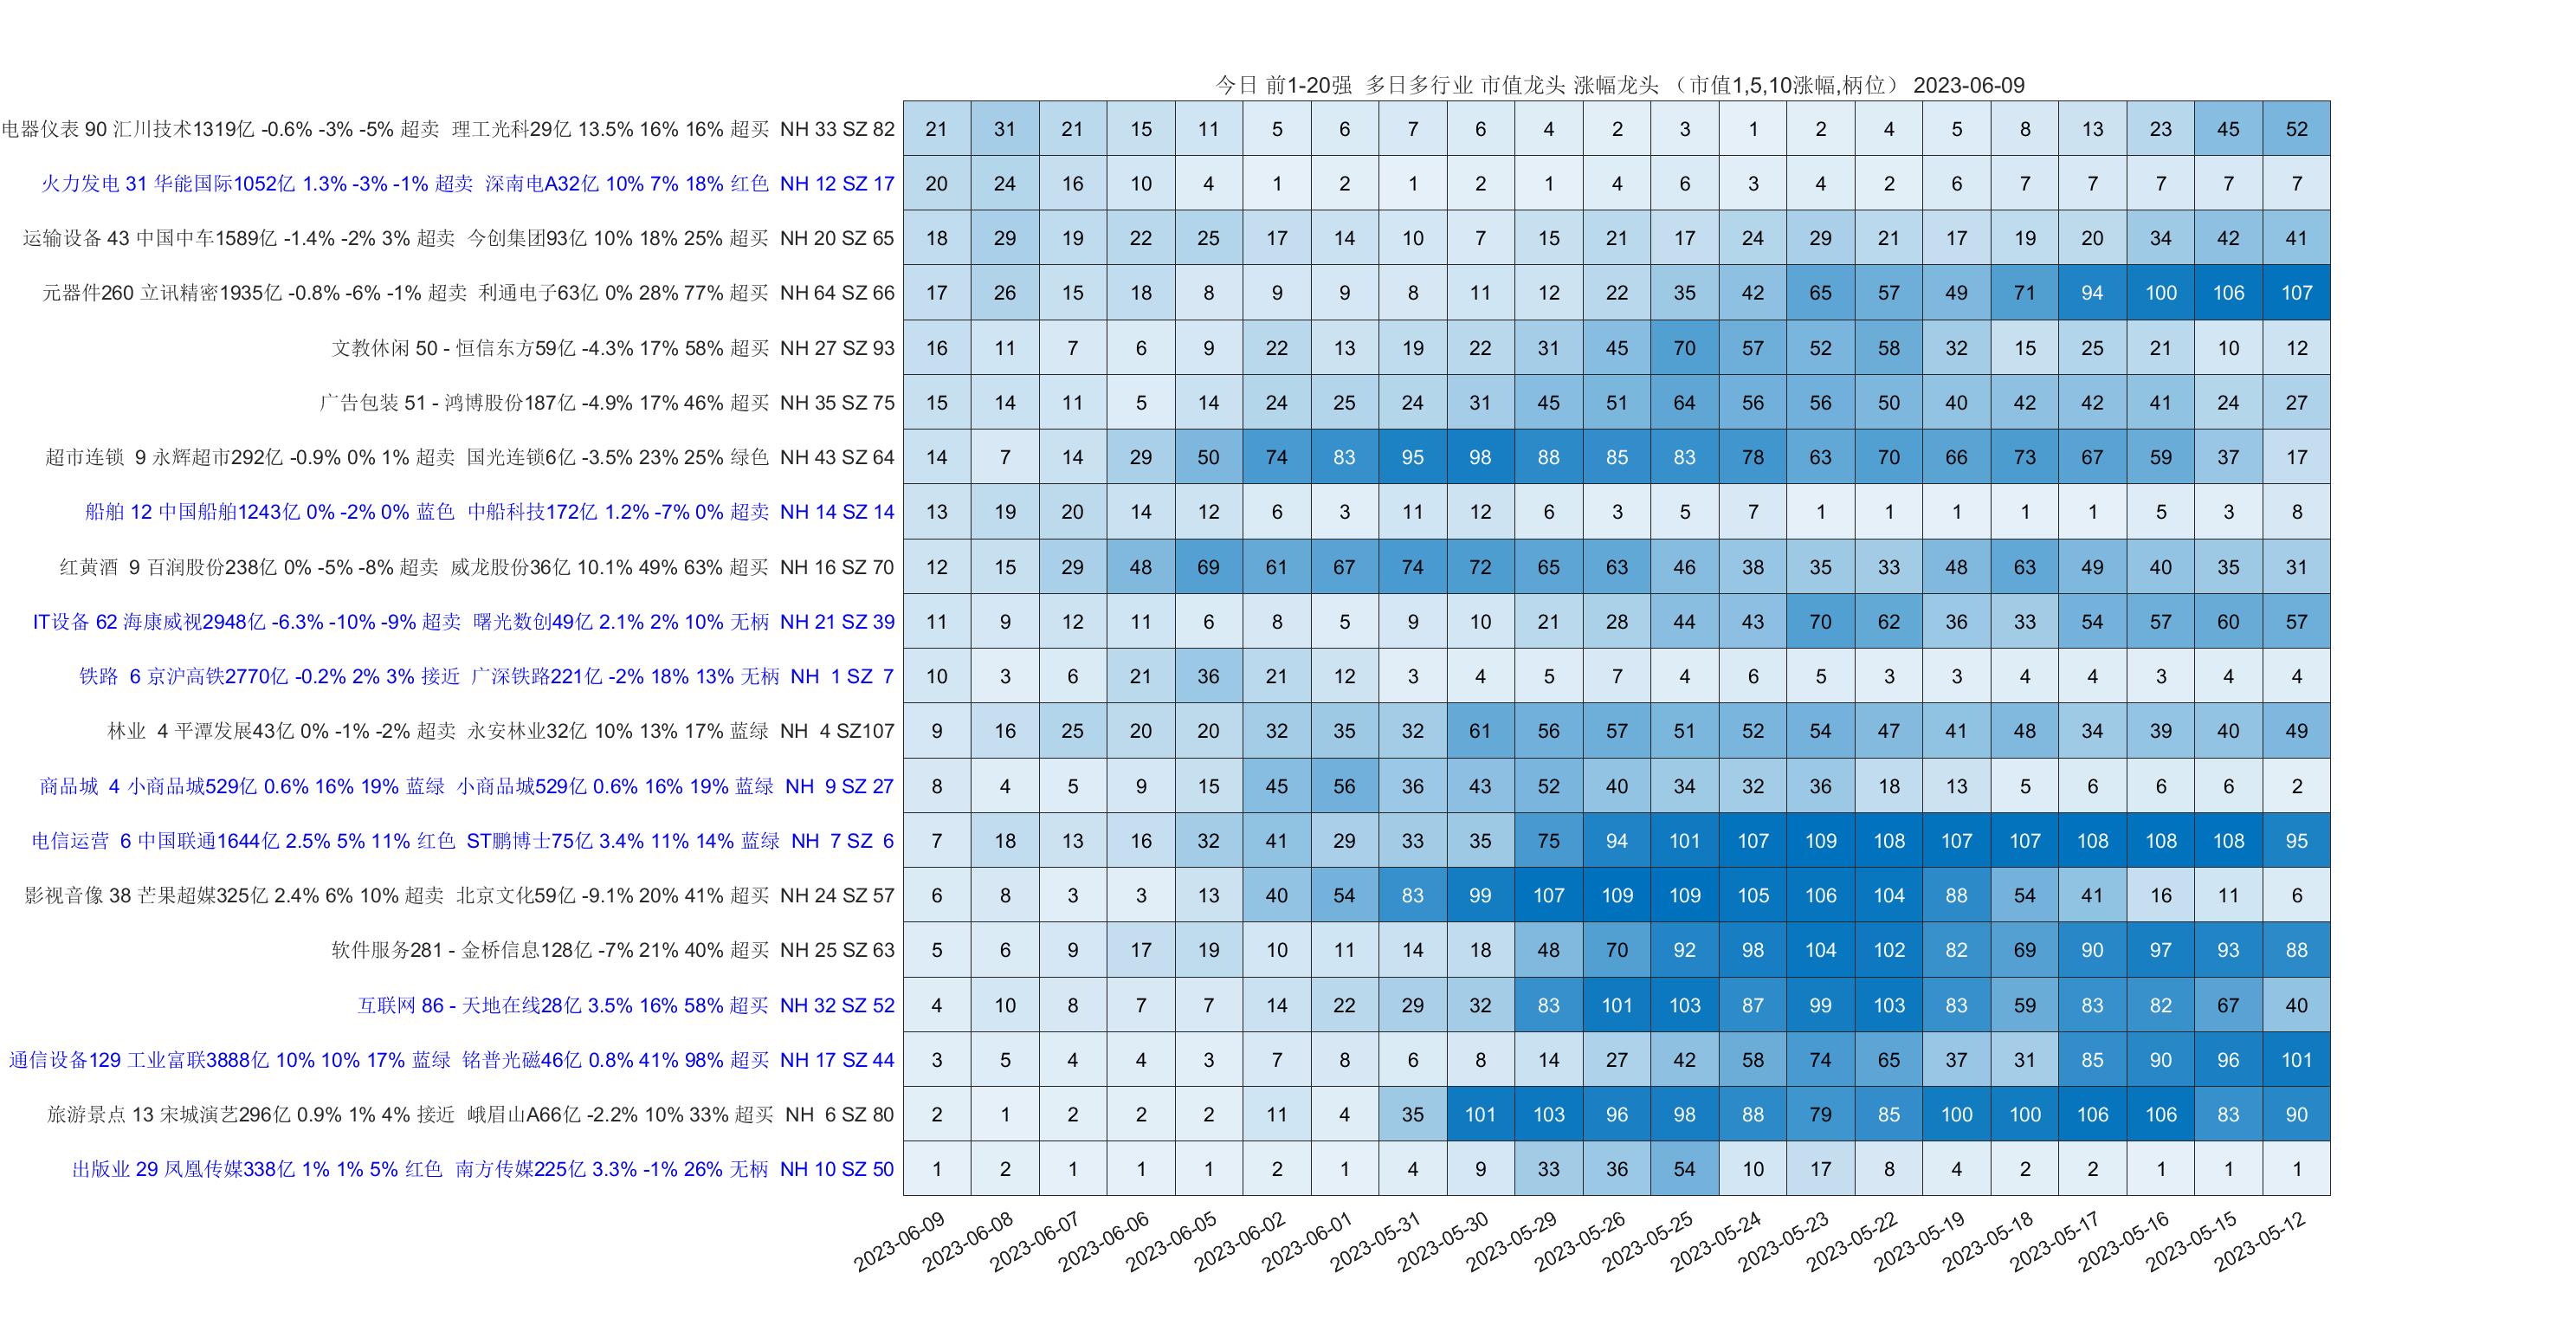 今日 前1-20强 多日多行业 市值龙头 涨幅龙头 （市值1,5,10涨幅,柄位） 2023-06-09
电器仪表 90 汇川技术1319亿 -0.6% -3% -5% 超卖 理工光科29亿 13.5% 16% 16% 超买 NH 33 SZ 82 21 31 21 15 11 5 6 7 6 4 2 3 1 2 4 5 8 13 23 45 52
火力发电 31 华能国际1052亿 1.3% -3% -1% 超卖 深南电A32亿 10% 7% 18% 红色 NH 12 SZ 17 20 24 16 10 4 1 2 1 2 1 4 6 3 4 2 6 7 7 7 7 7
运输设备 43 中国中车1589亿 -1.4% -2% 3% 超卖 今创集团93亿 10% 18% 25% 超买 NH 20 SZ 65 18 29 19 22 25 17 14 10 7 15 21 17 24 29 21 17 19 20 34 42 41
元器件260 立讯精密1935亿 -0.8% -6% -1% 超卖 利通电子63亿 0% 28% 77% 超买 NH 64 SZ 66 17 26 15 18 8 9 9 8 11 12 22 35 42 65 57 49 71 94 100 106 107
文教休闲 50 - 恒信东方59亿 -4.3% 17% 58% 超买 NH 27 SZ 93 16 11 7 6 9 22 13 19 22 31 45 70 57 52 58 32 15 25 21 10 12
广告包装 51 - 鸿博股份187亿 -4.9% 17% 46% 超买 NH 35 SZ 75 15 14 11 5 14 24 25 24 31 45 51 64 56 56 50 40 42 42 41 24 27
超市连锁 9 永辉超市292亿 -0.9% 0% 1% 超卖 国光连锁6亿 -3.5% 23% 25% 绿色 NH 43 SZ 64 14 7 14 29 50 74 83 95 98 88 85 83 78 63 70 66 73 67 59 37 17
船舶 12 中国船舶1243亿 0% -2% 0% 蓝色 中船科技172亿 1.2% -7% 0% 超卖 NH 14 SZ 14 13 19 20 14 12 6 3 11 12 6 3 5 7 1 1 1 1 1 5 3 8
红黄酒 9 百润股份238亿 0% -5% -8% 超卖 威龙股份36亿 10.1% 49% 63% 超买 NH 16 SZ 70 12 15 29 48 69 61 67 74 72 65 63 46 38 35 33 48 63 49 40 35 31
IT设备 62 海康威视2948亿 -6.3% -10% -9% 超卖 曙光数创49亿 2.1% 2% 10% 无柄 NH 21 SZ 39 11 9 12 11 6 8 5 9 10 21 28 44 43 70 62 36 33 54 57 60 57
铁路 6 京沪高铁2770亿 -0.2% 2% 3% 接近 广深铁路221亿 -2% 18% 13% 无柄 NH 1 SZ 7 10 3 6 21 36 21 12 3 4 5 7 4 6 5 3 3 4 4 3 4 4
林业 4 平潭发展43亿 0% -1% -2% 超卖 永安林业32亿 10% 13% 17% 蓝绿 NH 4 SZ107 9 16 25 20 20 32 35 32 61 56 57 51 52 54 47 41 48 34 39 40 49
商品城 4 小商品城529亿 0.6% 16% 19% 蓝绿 小商品城529亿 0.6% 16% 19% 蓝绿 NH 9 SZ 27 8 4 5 9 15 45 56 36 43 52 40 34 32 36 18 13 5 6 6 6 2
电信运营 6 中国联通1644亿 2.5% 5% 11% 红色 ST鹏博士75亿 3.4% 11% 14% 蓝绿 NH 7 SZ 6 7 18 13 16 32 41 29 33 35 75 94 101 107 109 108 107 107 108 108 108 95
影视音像 38 芒果超媒325亿 2.4% 6% 10% 超卖 北京文化59亿 -9.1% 20% 41% 超买 NH 24 SZ 57 6 8 3 3 13 40 54 83 99 107 109 109 105 106 104 88 54 41 16 11 6
软件服务281 - 金桥信息128亿 -7% 21% 40% 超买 NH 25 SZ 63 5 6 9 17 19 10 11 14 18 48 70 92 98 104 102 82 69 90 97 93 88
互联网 86 - 天地在线28亿 3.5% 16% 58% 超买 NH 32 SZ 52 4 10 8 7 7 14 22 29 32 83 101 103 87 99 103 83 59 83 82 67 40
通信设备129 工业富联3888亿 10% 10% 17% 蓝绿 铭普光磁46亿 0.8% 41% 98% 超买 NH 17 SZ 44 3 5 4 4 3 7 8 6 8 14 27 42 58 74 65 37 31 85 90 96 101
旅游景点 13 宋城演艺296亿 0.9% 1% 4% 接近 峨眉山A66亿 -2.2% 10% 33% 超买 NH 6 SZ 80 2 1 2 2 2 11 4 35 101 103 96 98 88 79 85 100 100 106 106 83 90
出版业 29 凤凰传媒338亿 1% 1% 5% 红色 南方传媒225亿 3.3% -1% 26% 无柄 NH 10 SZ 50 1 2 1 1 1 2 1 4 9 33 36 54 10 17 8 4 2 2 1 1 1
2023-06-09 2023-06-08 2023-06-07 2023-06-06 2023-06-05 2023-06-02 2023-06-01 2023-05-31 2023-05-30 2023-05-29 2023-05-26 2023-05-25 2023-05-24 2023-05-23 2023-05-22 2023-05-19 2023-05-18 2023-05-17 2023-05-16 2023-05-15 2023-05-12